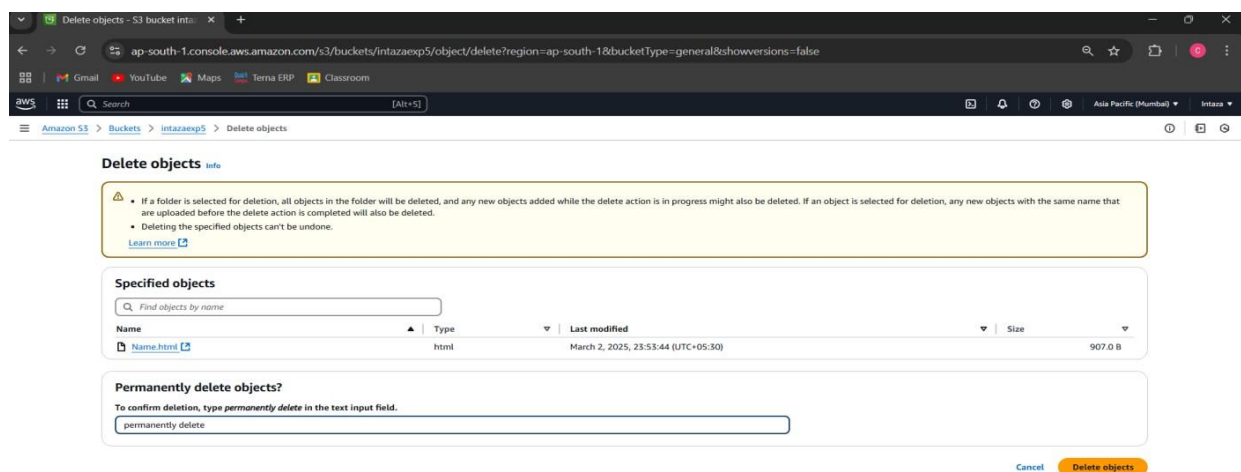 Delete objects - S3 bucket inta
ap-south-1.console.aws.amazon.com/s3/buckets/intazaexp5/object/delete?region=ap-south-1&bucketType=general&showversions=false
C
Gmail YouTube Maps Terna ERP Classroom
aws Search [Alt+S] Asia Pacific (Mumbai) Intaza
Amazon S3 > Buckets > intazaexp5 > Delete objects
Delete objects Info
• If a folder is selected for deletion, all objects in the folder will be deleted, and any new objects added while the delete action is in progress might also be deleted. If an object is selected for deletion, any new objects with the same name that
are uploaded before the delete action is completed will also be deleted.
• Deleting the specified objects can't be undone.
Learn more
Specified objects
Find objects by name
Name Type Last modified Size
Name.html html March 2, 2025, 23:53:44 (UTC+05:30) 907.0 B
Permanently delete objects?
To confirm deletion, type permanently delete in the text input field.
permanently delete
Cancel Delete objects